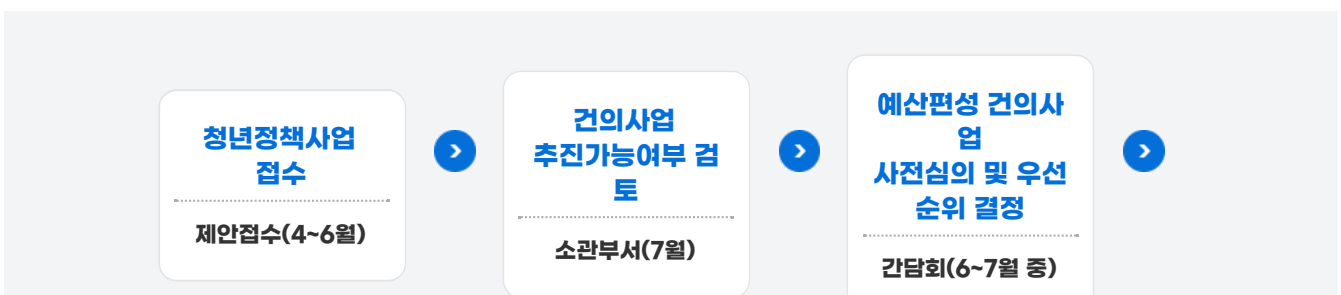 청년정책사업
접수
제안접수(4~6월)
건의사업
추진가능여부 검
토
소관부서(7월)
예산편성 건의사
업
사전심의 및 우선
순위 결정
간담회(6~7월 중)